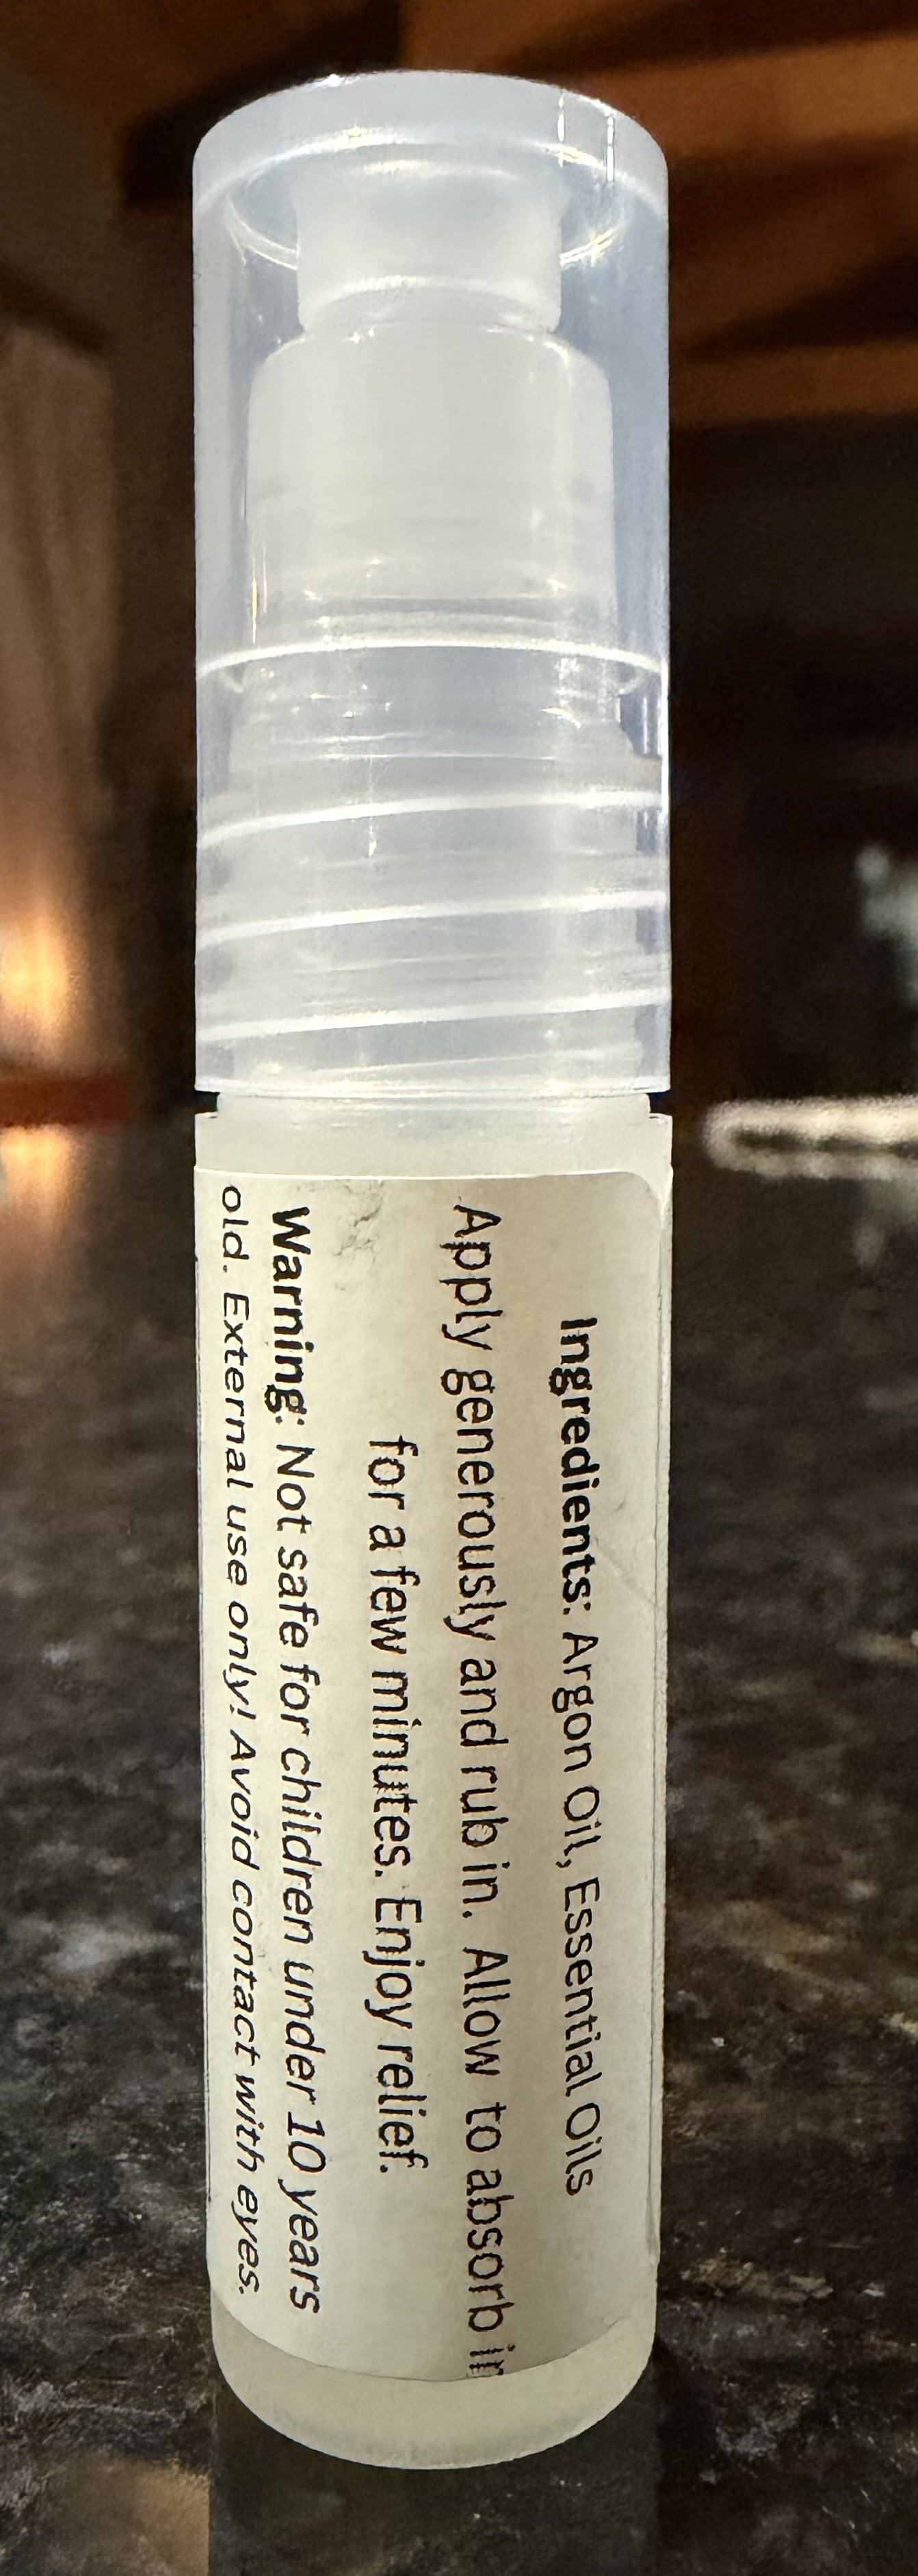 Ingredients: Argon Oil, Essential Oils
Apply generously and rub in. Allow to absorb in
for a few minutes. Enjoy relief.
Warning: Not safe for children under 10 years
old. External use only! Avoid contact with eyes.